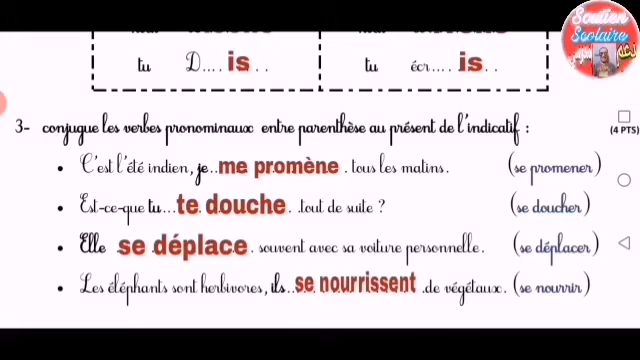 Soutien
Scolaire
tu D.... is . . tu écr.... is . .
3- conjugue les verbes pronominaux entre parenthèse au présent de l'indicatif :
(4 PTS)
• C'est l'été indien, je..me promène . tous les matins. (se promener)
• Est-ce-que tu...te douche . .tout de suite ? (se doucher)
• Elle se déplace . souvent avec sa voiture personnelle. (se déplacer)
• Les éléphants sont herbivores, ils...se nourrissent .de végétaux. (se nourrir)